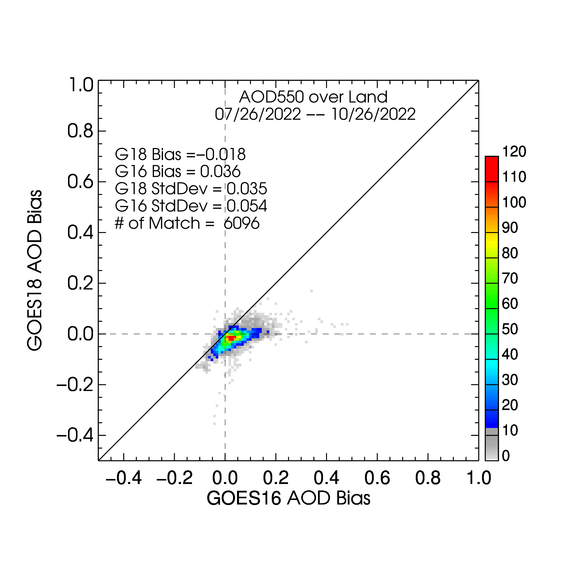 AOD550 over Land
07/26/2022 −− 10/26/2022
G18 Bias =−0.018
G16 Bias = 0.036
G18 StdDev = 0.035
G16 StdDev = 0.054
# of Match = 6096
1.0
0.8
0.6
0.4
0.2
0.0
−0.2
−0.4
GOES18 AOD Bias
−0.4 −0.2 0.0 0.2 0.4 0.6 0.8 1.0
GOES16 AOD Bias
120
110
100
90
80
70
60
50
40
30
20
10
0